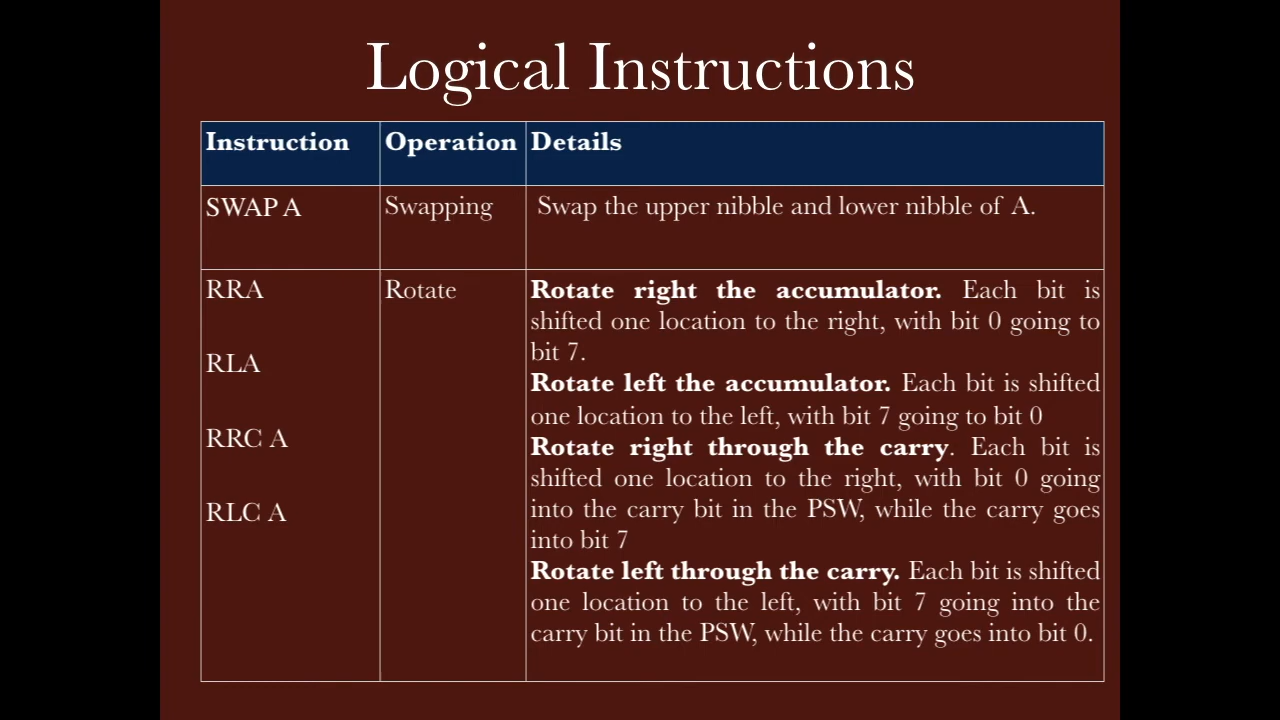 Logical Instructions
Instruction Operation Details
SWAP A Swapping Swap the upper nibble and lower nibble of A.
RRA Rotate Rotate right the accumulator. Each bit is
shifted one location to the right, with bit 0 going to
bit 7.
RLA
Rotate left the accumulator. Each bit is shifted
one location to the left, with bit 7 going to bit 0
RRC A
Rotate right through the carry. Each bit is
shifted one location to the right, with bit 0 going
into the carry bit in the PSW, while the carry goes
into bit 7
RLC A
Rotate left through the carry. Each bit is shifted
one location to the left, with bit 7 going into the
carry bit in the PSW, while the carry goes into bit 0.